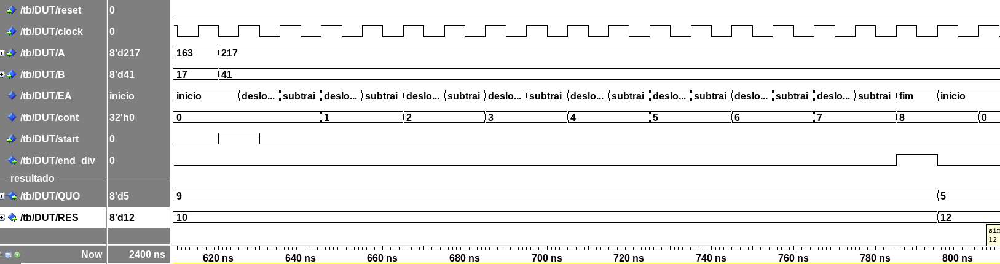 /tb/DUT/reset 0
/tb/DUT/clock 0
/tb/DUT/A 8'd217 163 217
/tb/DUT/B 8'd41 17 41
/tb/DUT/EA inicio inicio deslo... subtrai deslo... subtrai deslo... subtrai deslo... subtrai deslo... subtrai deslo... subtrai deslo... subtrai deslo... subtrai fim inicio
/tb/DUT/cont 32'h0 0 1 2 3 4 5 6 7 8 0
/tb/DUT/start 0
/tb/DUT/end_div 0
resultado
/tb/DUT/QUO 8'd5 9 5
/tb/DUT/RES 8'd12 10 12
sim
12
Now 2400 ns 620 ns 640 ns 660 ns 680 ns 700 ns 720 ns 740 ns 760 ns 780 ns 800 ns